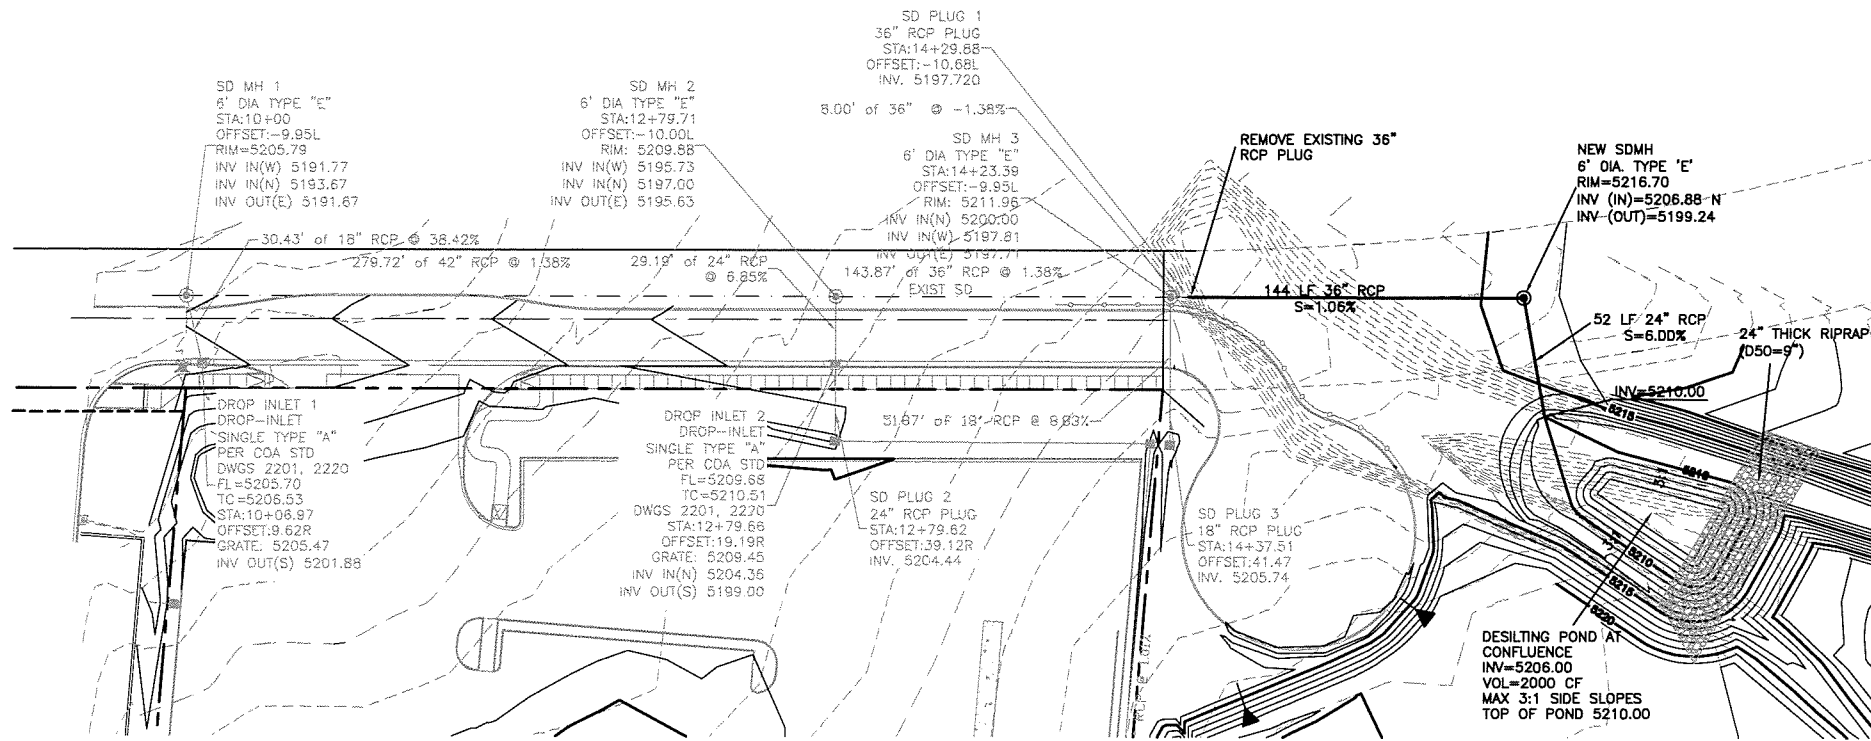 SD MH 1
6' DIA TYPE "E"
STA:10+00
OFFSET:-9.95L
RIM=5205.79
INV IN(W) 5191.77
INV IN(N) 5193.67
INV OUT(E) 5191.67
SD MH 2
6' DIA TYPE "E"
STA:12+79.71
OFFSET:-10.00L
RIM: 5209.88
INV IN(W) 5195.73
INV IN(N) 5197.00
INV OUT(E) 5195.63
SD PLUG 1
36" RCP PLUG
STA:14+29.88
OFFSET:-10.68L
INV. 5197.720
8.00' of 36" @ -1.38%
SD MH 3
6' DIA TYPE "E"
STA:14+23.39
OFFSET:-9.95L
RIM: 5211.96
INV IN(N) 5200.00
INV IN(W) 5197.81
INV OUT(E) 5197.71
30.43' of 18" RCP @ 38.42%
279.72' of 42" RCP @ 1.38%
29.19' of 24" RCP
@ 6.85%
143.87' of 36" RCP @ 1.38%
EXIST SD
REMOVE EXISTING 36"
RCP PLUG
NEW SDMH
6' DIA. TYPE 'E'
RIM=5216.70
INV (IN)=5206.88 N
INV (OUT)=5199.24
144 LF 36" RCP
S=1.06%
52 LF 24" RCP
S=6.00%
24" THICK RIPRAP
(D50=9")
INV=5210.00
5215
5210
3:1
3:1
5210
5215
5220
DROP INLET 1
DROP-INLET
SINGLE TYPE "A"
PER COA STD
DWGS 2201, 2220
FL=5205.70
TC=5206.53
STA:10+06.97
OFFSET:9.62R
GRATE: 5205.47
INV OUT(S) 5201.88
DROP INLET 2
DROP-INLET
SINGLE TYPE "A"
PER COA STD
FL=5209.68
TC=5210.51
DWGS 2201, 2220
STA:12+79.66
OFFSET:19.19R
GRATE: 5209.45
INV IN(N) 5204.36
INV OUT(S) 5199.00
51.67' of 18" RCP @ 8.83%
SD PLUG 2
24" RCP PLUG
STA:12+79.62
OFFSET:39.12R
INV. 5204.44
SD PLUG 3
18" RCP PLUG
STA:14+37.51
OFFSET:41.47
INV. 5205.74
RCP
DESILTING POND AT
CONFLUENCE
INV=5206.00
VOL=2000 CF
MAX 3:1 SIDE SLOPES
TOP OF POND 5210.00